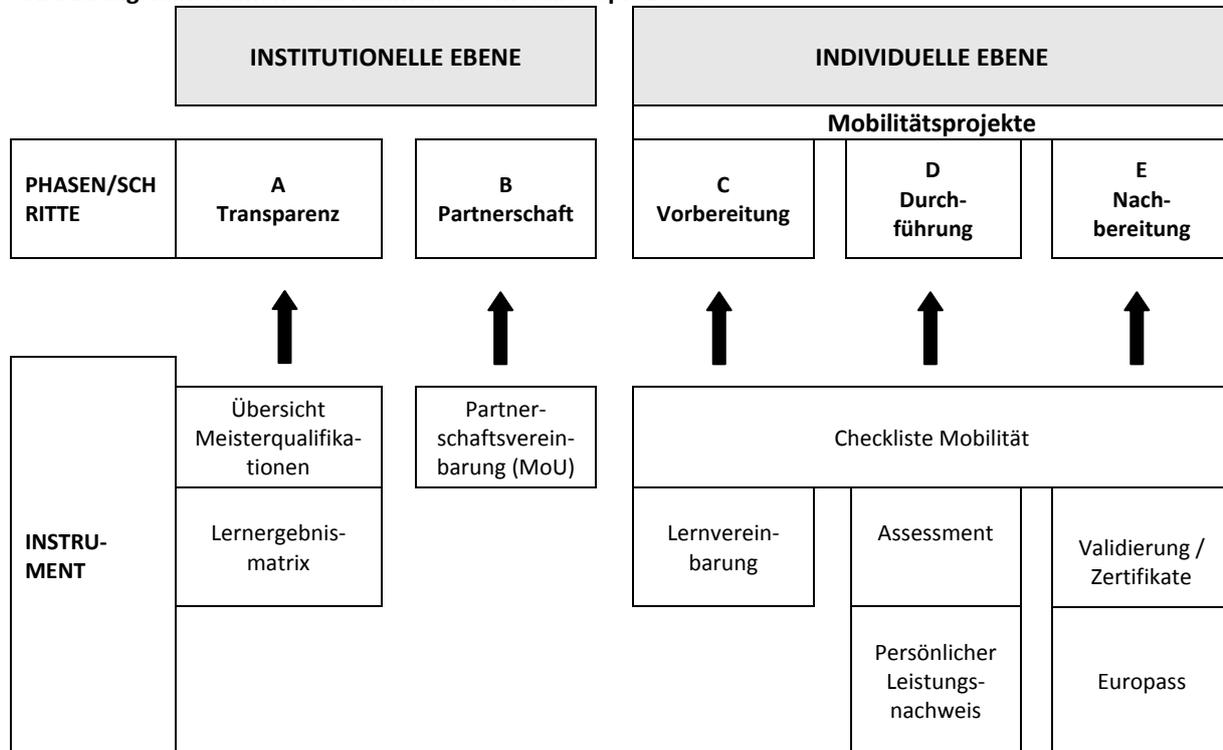 INSTITUTIONELLE EBENE
INDIVIDUELLE EBENE
Mobilitätsprojekte
PHASEN/SCH
RITTE
A
Transparenz
B
Partnerschaft
C
Vorbereitung
D
Durch-
führung
E
Nach-
bereitung
INSTRU-
MENT
Übersicht
Meisterqualifika-
tionen
Partner-
schaftsverein-
barung (MoU)
Checkliste Mobilität
Lernergebnis-
matrix
Lernverein-
barung
Assessment
Validierung /
Zertifikate
Persönlicher
Leistungs-
nachweis
Europass